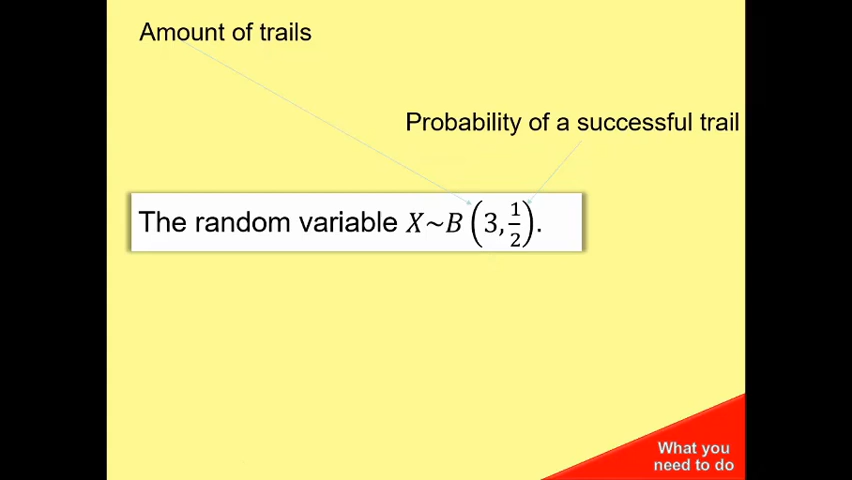 Amount of trails
Probability of a successful trail
The random variable X~B(3, 1/2).
What you
need to do